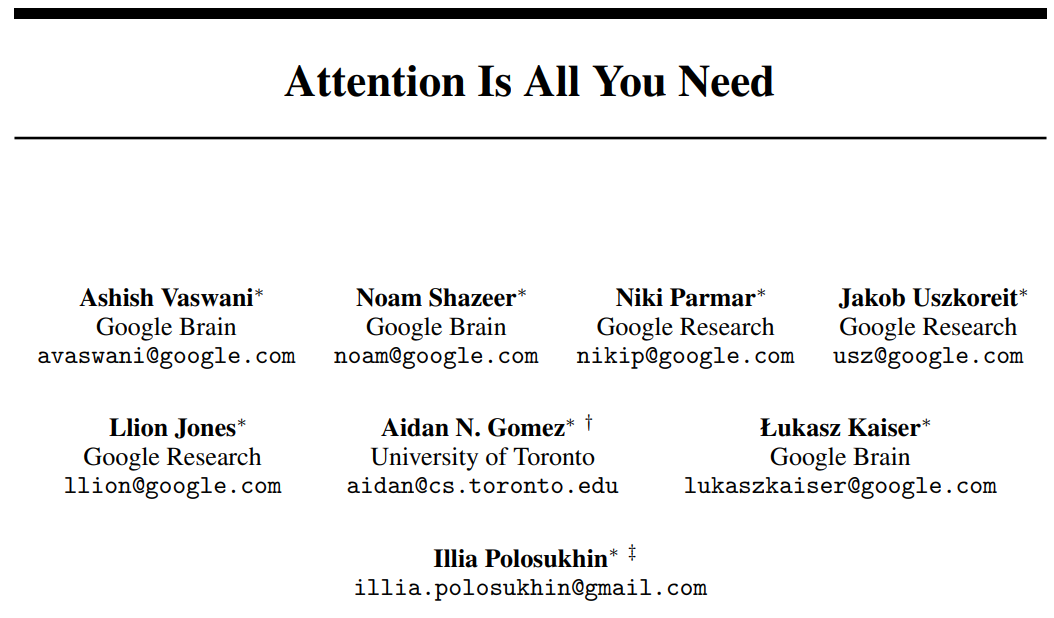 Attention Is All You Need
Ashish Vaswani* Noam Shazeer* Niki Parmar* Jakob Uszkoreit*
Google Brain Google Brain Google Research Google Research
avaswani@google.com noam@google.com nikip@google.com usz@google.com
Llion Jones* Aidan N. Gomez* † Łukasz Kaiser*
Google Research University of Toronto Google Brain
llion@google.com aidan@cs.toronto.edu lukaszkaiser@google.com
Illia Polosukhin* ‡
illia.polosukhin@gmail.com